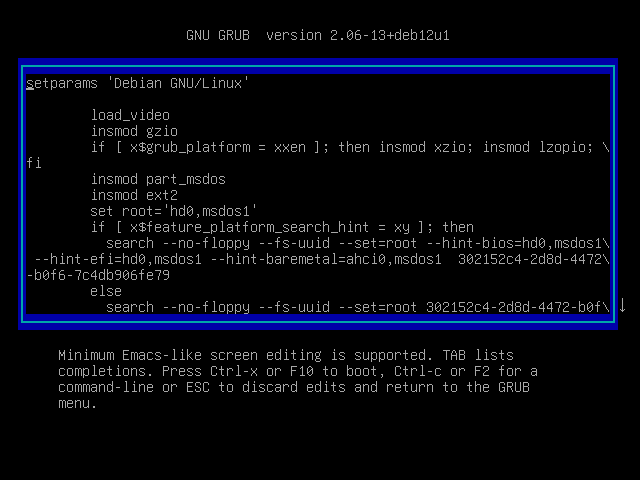 GNU GRUB  version 2.06-13+deb12u1
setparams 'Debian GNU/Linux'
load_video
insmod gzio
if [ x$grub_platform = xxen ]; then insmod xzio; insmod lzopio; \
fi
insmod part_msdos
insmod ext2
set root='hd0,msdos1'
if [ x$feature_platform_search_hint = xy ]; then
search --no-floppy --fs-uuid --set=root --hint-bios=hd0,msdos1\
--hint-efi=hd0,msdos1 --hint-baremetal=ahci0,msdos1  302152c4-2d8d-4472\
-b0f6-7c4db906fe79
else
search --no-floppy --fs-uuid --set=root 302152c4-2d8d-4472-b0f\
Minimum Emacs-like screen editing is supported. TAB lists
completions. Press Ctrl-x or F10 to boot, Ctrl-c or F2 for a
command-line or ESC to discard edits and return to the GRUB
menu.